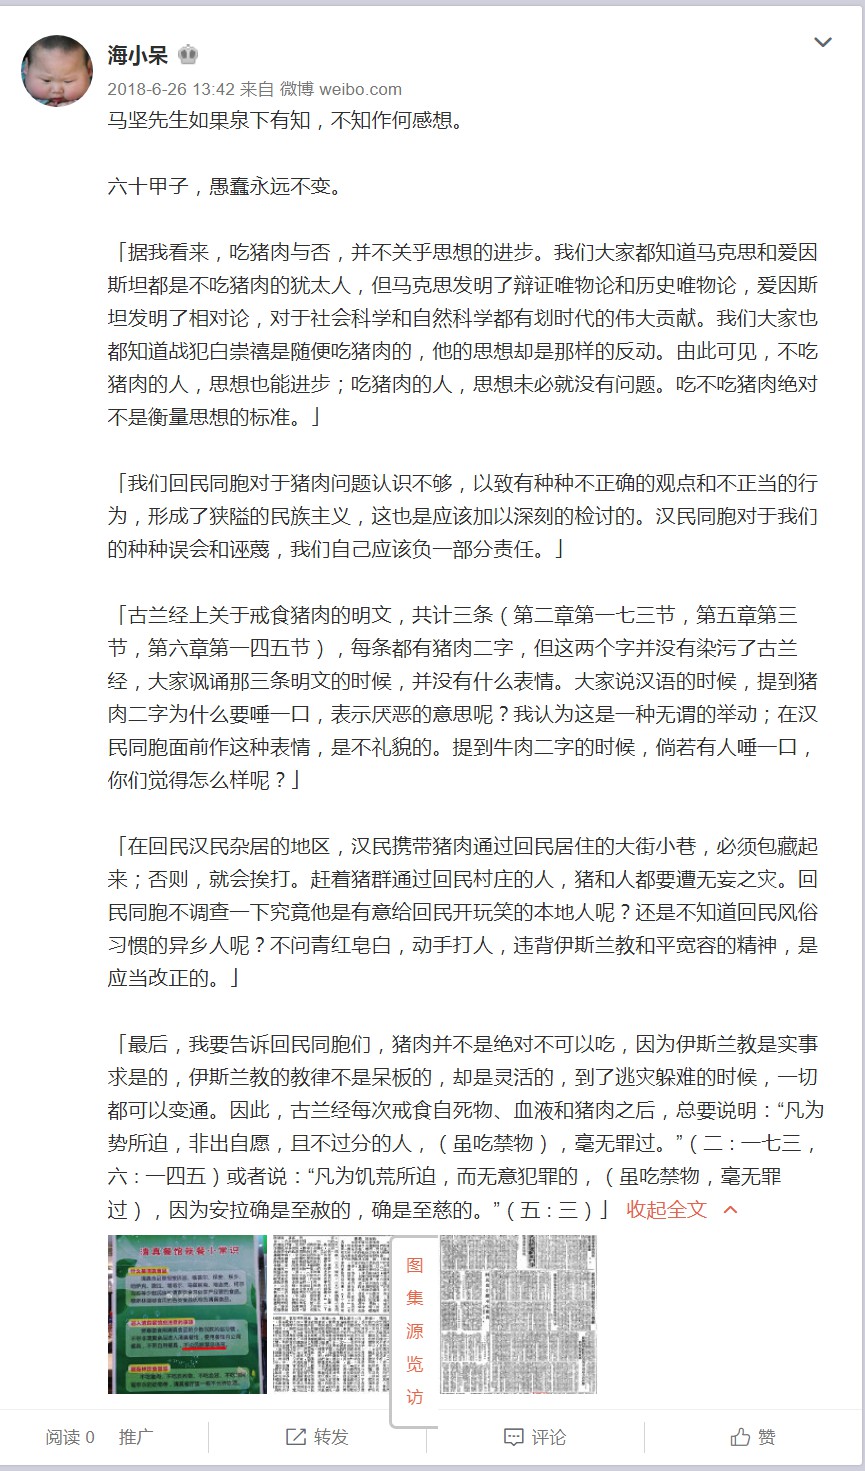 海小呆
2018-6-26 13:42 来自 微博 weibo.com
马坚先生如果泉下有知，不知作何感想。
六十甲子，愚蠢永远不变。
「据我看来，吃猪肉与否，并不关乎思想的进步。我们大家都知道马克思和爱因
斯坦都是不吃猪肉的犹太人，但马克思发明了辩证唯物论和历史唯物论，爱因斯
坦发明了相对论，对于社会科学和自然科学都有划时代的伟大贡献。我们大家也
都知道战犯白崇禧是随便吃猪肉的，他的思想却是那样的反动。由此可见，不吃
猪肉的人，思想也能进步；吃猪肉的人，思想未必就没有问题。吃不吃猪肉绝对
不是衡量思想的标准。」
「我们回民同胞对于猪肉问题认识不够，以致有种种不正确的观点和不正当的行
为，形成了狭隘的民族主义，这也是应该加以深刻的检讨的。汉民同胞对于我们
的种种误会和诬蔑，我们自己应该负一部分责任。」
「古兰经上关于戒食猪肉的明文，共计三条（第二章第一七三节，第五章第三
节，第六章第一四五节），每条都有猪肉二字，但这两个字并没有染污了古兰
经，大家讽诵那三条明文的时候，并没有什么表情。大家说汉语的时候，提到猪
肉二字为什么要唾一口，表示厌恶的意思呢？我认为这是一种无谓的举动；在汉
民同胞面前作这种表情，是不礼貌的。提到牛肉二字的时候，倘若有人唾一口，
你们觉得怎么样呢？」
「在回民汉民杂居的地区，汉民携带猪肉通过回民居住的大街小巷，必须包藏起
来；否则，就会挨打。赶着猪群通过回民村庄的人，猪和人都要遭无妄之灾。回
民同胞不调查一下究竟他是有意给回民开玩笑的本地人呢？还是不知道回民风俗
习惯的异乡人呢？不问青红皂白，动手打人，违背伊斯兰教和平宽容的精神，是
应当改正的。」
「最后，我要告诉回民同胞们，猪肉并不是绝对不可以吃，因为伊斯兰教是实事
求是的，伊斯兰教的教律不是呆板的，却是灵活的，到了逃灾躲难的时候，一切
都可以变通。因此，古兰经每次戒食自死物、血液和猪肉之后，总要说明：“凡为
势所迫，非出自愿，且不过分的人，（虽吃禁物），毫无罪过。”（二：一七三，
六：一四五）或者说：“凡为饥荒所迫，而无意犯罪的，（虽吃禁物，毫无罪
过），因为安拉确是至赦的，确是至慈的。”（五：三）」 收起全文
清真餐馆就餐小常识
图集源览访
阅读 0 推广 转发 评论 赞